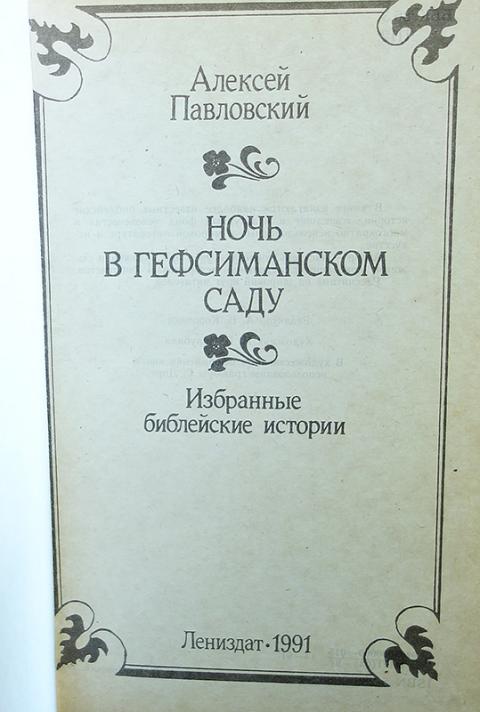 Алексей
Павловский
НОЧЬ
В ГЕФСИМАНСКОМ
САДУ
Избранные
библейские истории
Лениздат · 1991